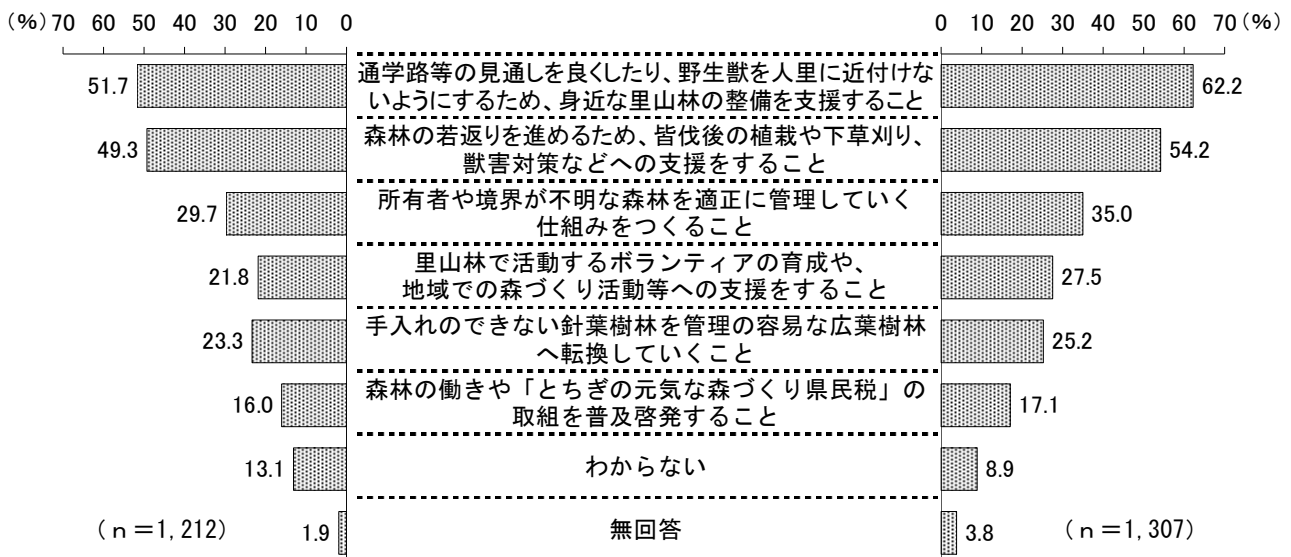 (%) 70 60 50 40 30 20 10 0 0 10 20 30 40 50 60 70 (%)
51.7
通学路等の見通しを良くしたり、野生獣を人里に近付けな
いようにするため、身近な里山林の整備を支援すること
62.2
49.3
森林の若返りを進めるため、皆伐後の植栽や下草刈り、
獣害対策などへの支援をすること
54.2
29.7
所有者や境界が不明な森林を適正に管理していく
仕組みをつくること
35.0
21.8
里山林で活動するボランティアの育成や、
地域での森づくり活動等への支援をすること
27.5
23.3
手入れのできない針葉樹林を管理の容易な広葉樹林
へ転換していくこと
25.2
16.0
森林の働きや「とちぎの元気な森づくり県民税」の
取組を普及啓発すること
17.1
13.1
わからない
8.9
(n=1,212)
1.9
無回答
3.8
(n=1,307)